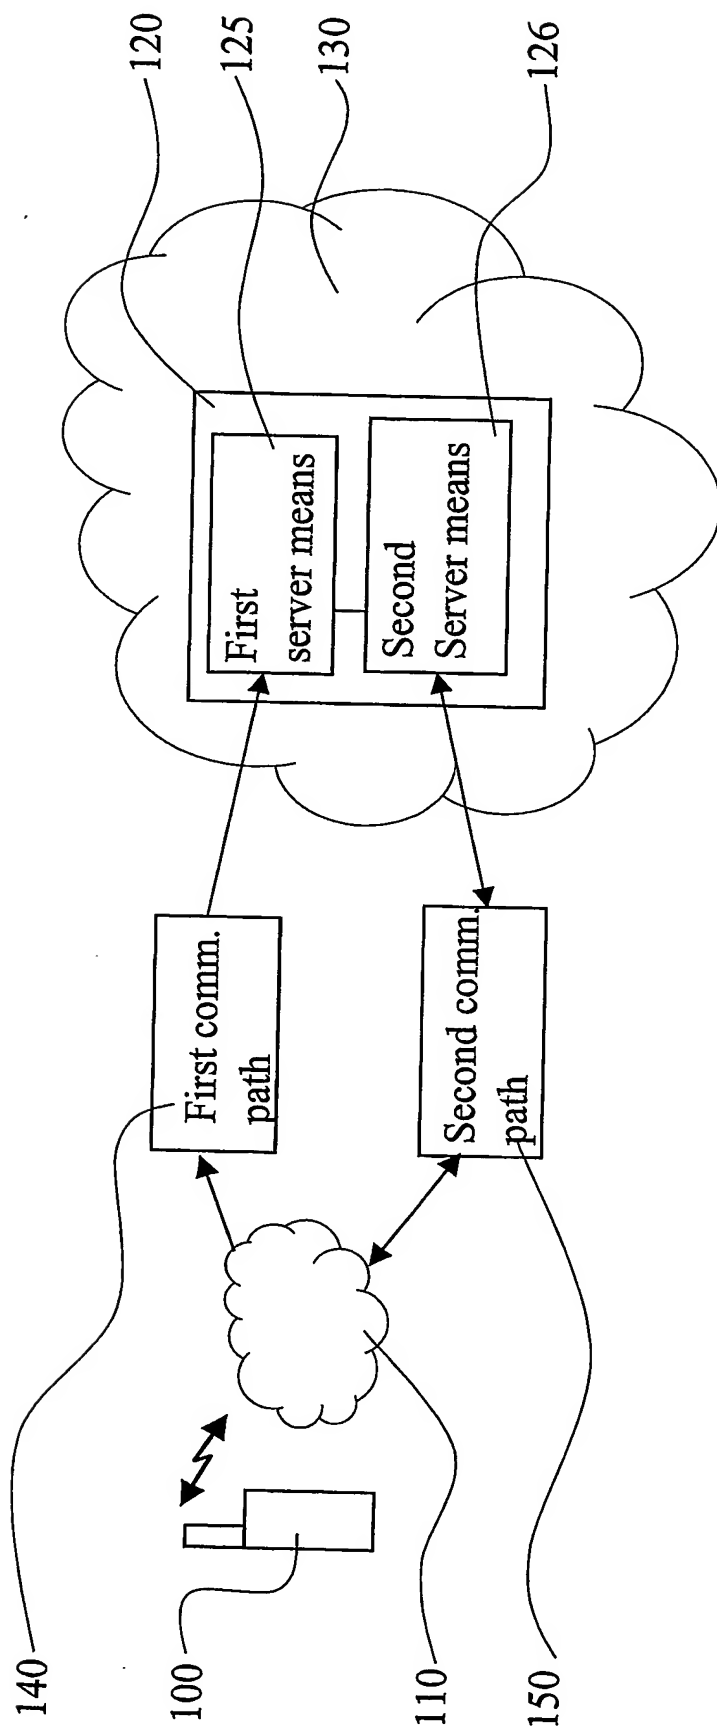 140
100
110
150
First comm.
path
Second comm.
path
First
server means
Second
Server means
120
125
130
126